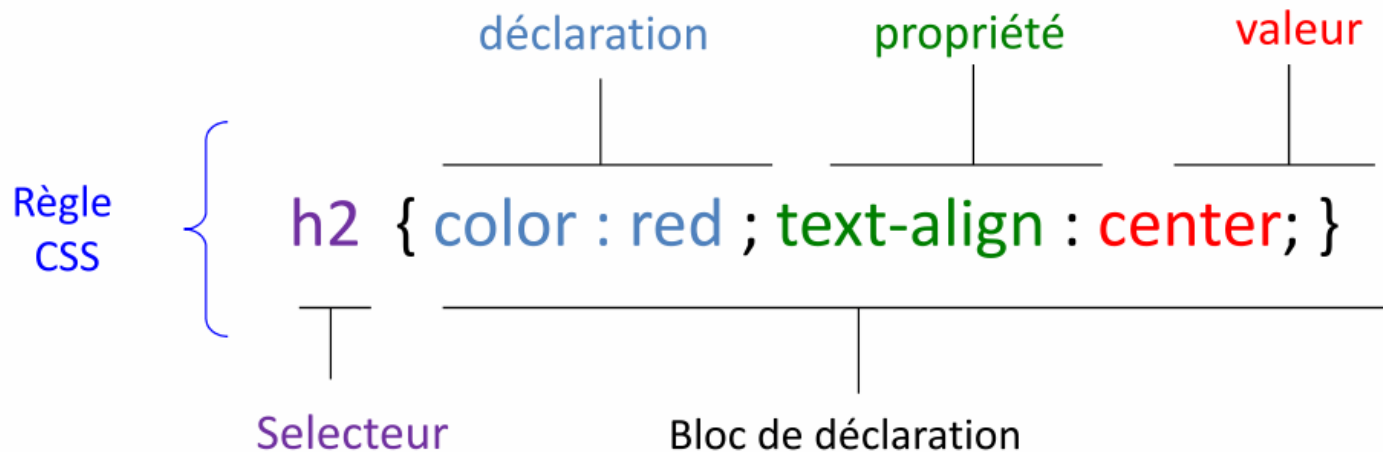 déclaration propriété valeur
Règle
CSS
h2 { color : red ; text-align : center; }
Selecteur Bloc de déclaration